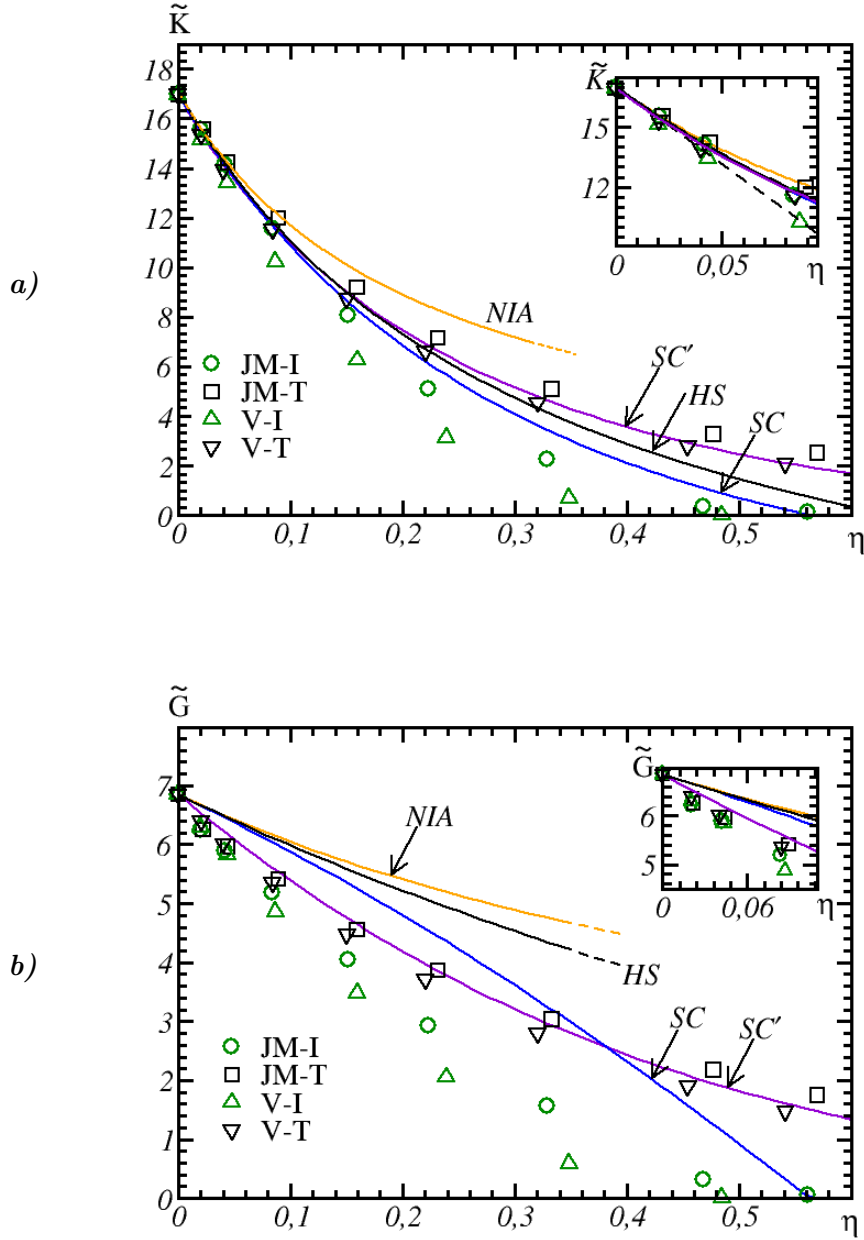 K̃
18
16
14
12
10
8
6
4
2
0
0 0,1 0,2 0,3 0,4 0,5 η
a)
NIA
SC′
HS
SC
JM-I
JM-T
V-I
V-T
K̃
15
12
0 0,05 η
G̃
7
6
5
4
3
2
1
0
0 0,1 0,2 0,3 0,4 0,5 η
b)
NIA
HS
SC SC′
JM-I
JM-T
V-I
V-T
G̃
6
5
0 0,06 η